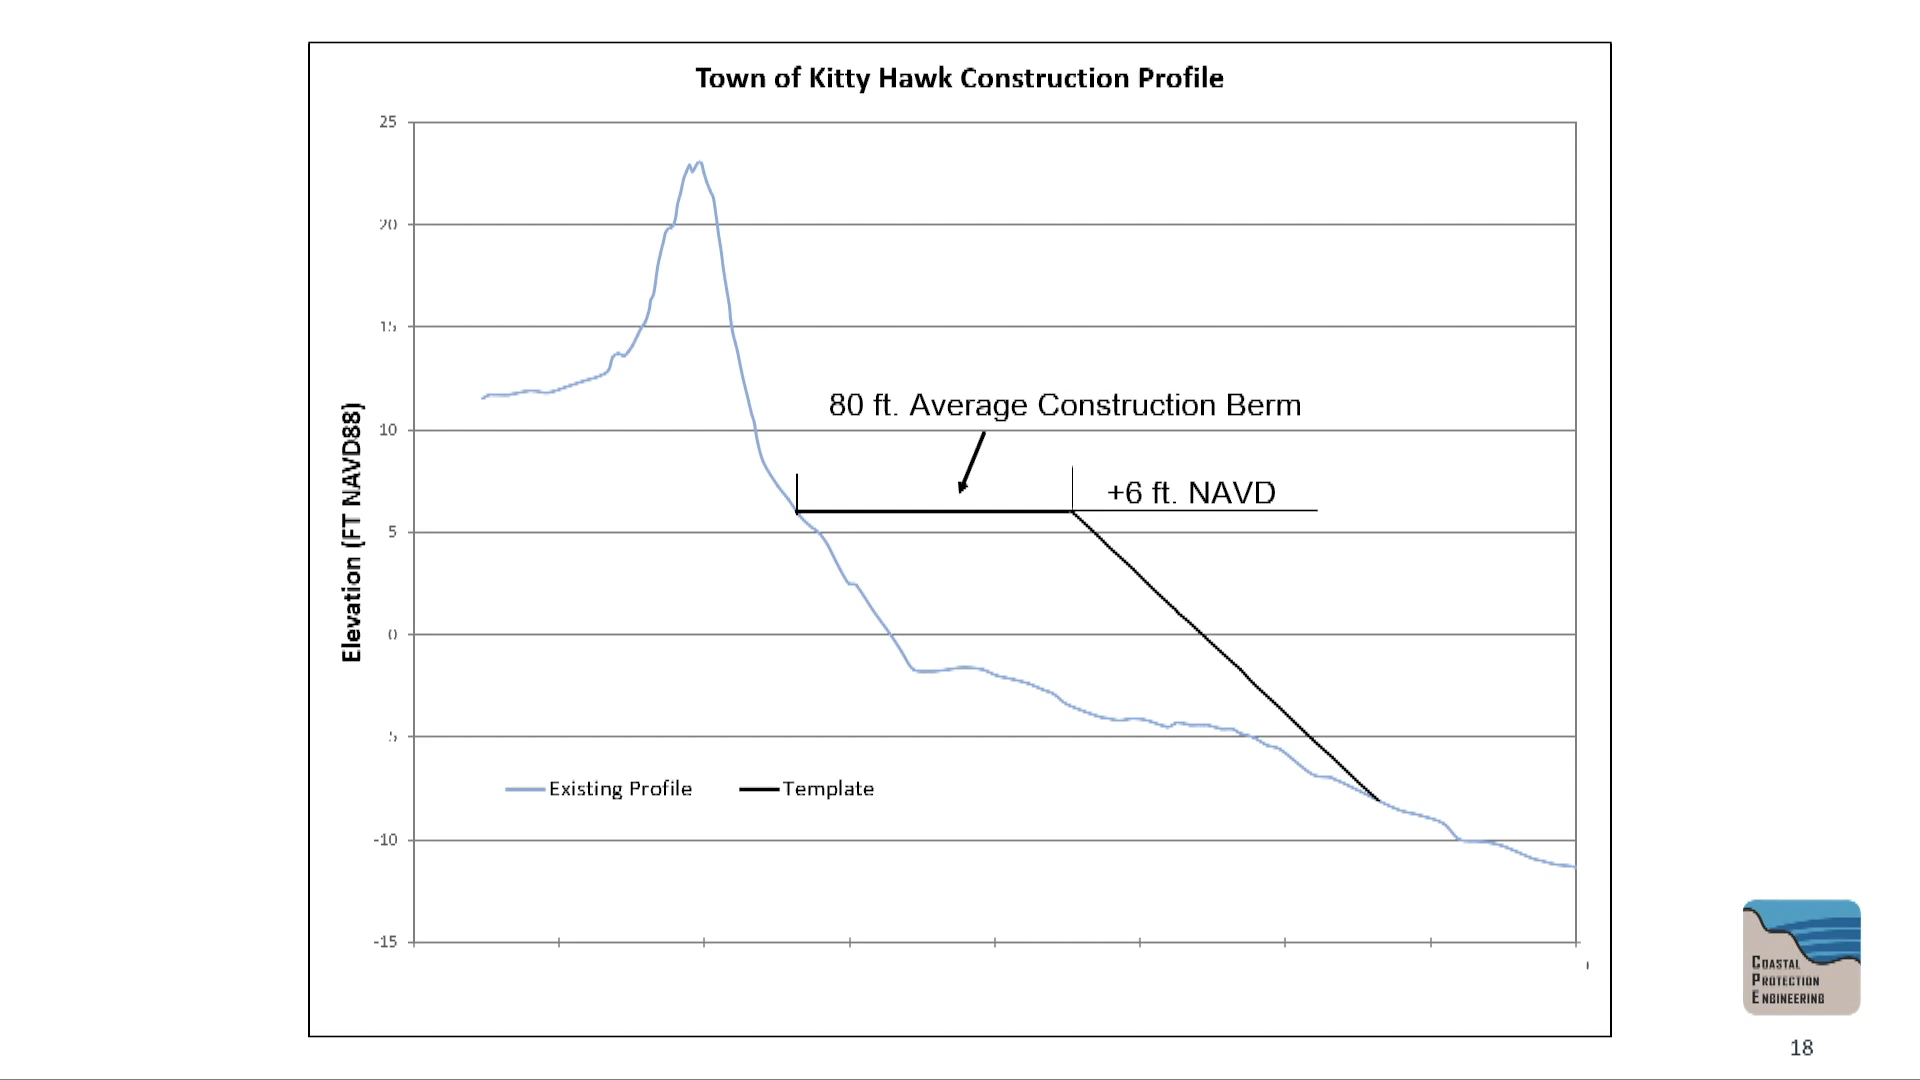 Town of Kitty Hawk Construction Profile
25
20
15
10
5
0
5
-10
-15
Elevation (FT NAVD88)
80 ft. Average Construction Berm
+6 ft. NAVD
Existing Profile
Template
COASTAL
PROTECTION
ENGINEERING
18